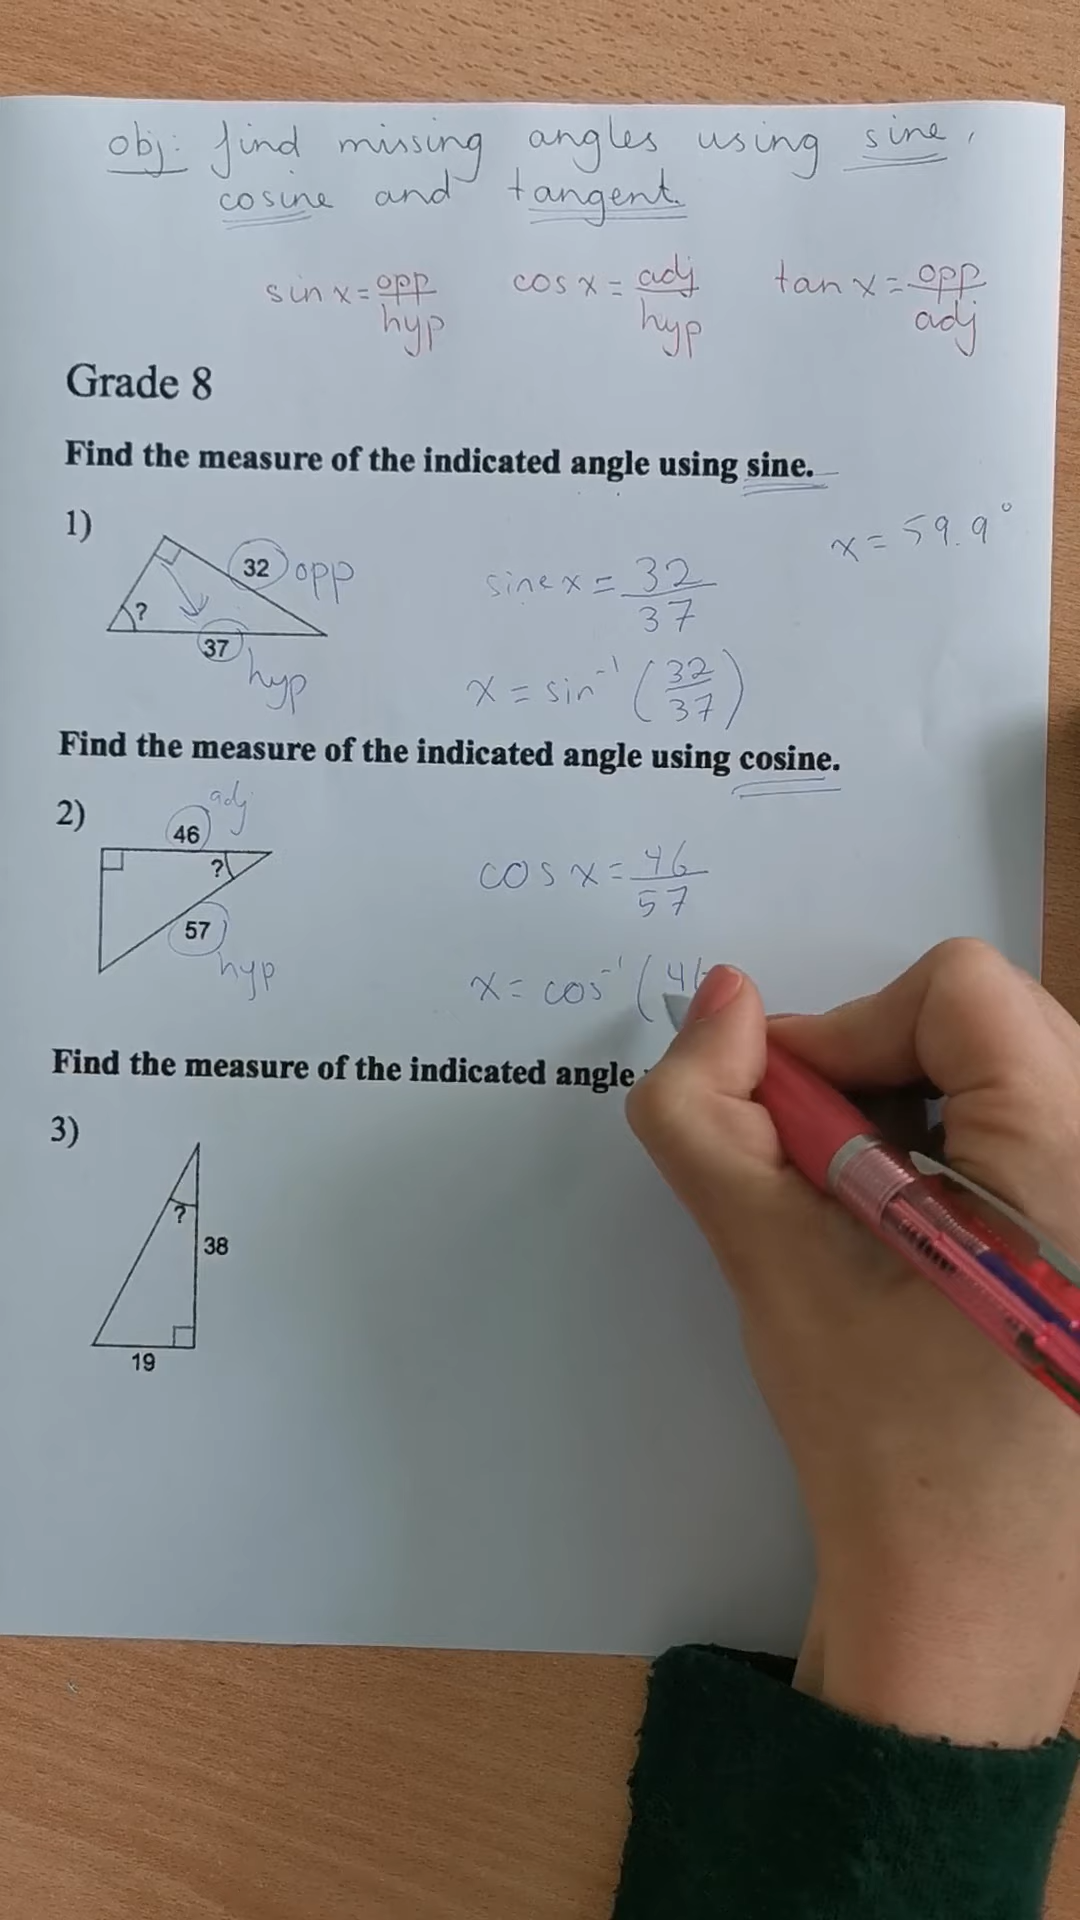 obj: find missing angles using sine,
cosine and tangent.
sin x = opp/hyp cos x = adj/hyp tan x = opp/adj
Grade 8
Find the measure of the indicated angle using sine.
x = 59.9°
1)
32 opp
?
37
hyp
sine x = 32/37
x = sin⁻¹ (32/37)
Find the measure of the indicated angle using cosine.
2)
adj
46
?
57
hyp
cos x = 46/57
x = cos⁻¹ (4
Find the measure of the indicated angle
3)
?
38
19